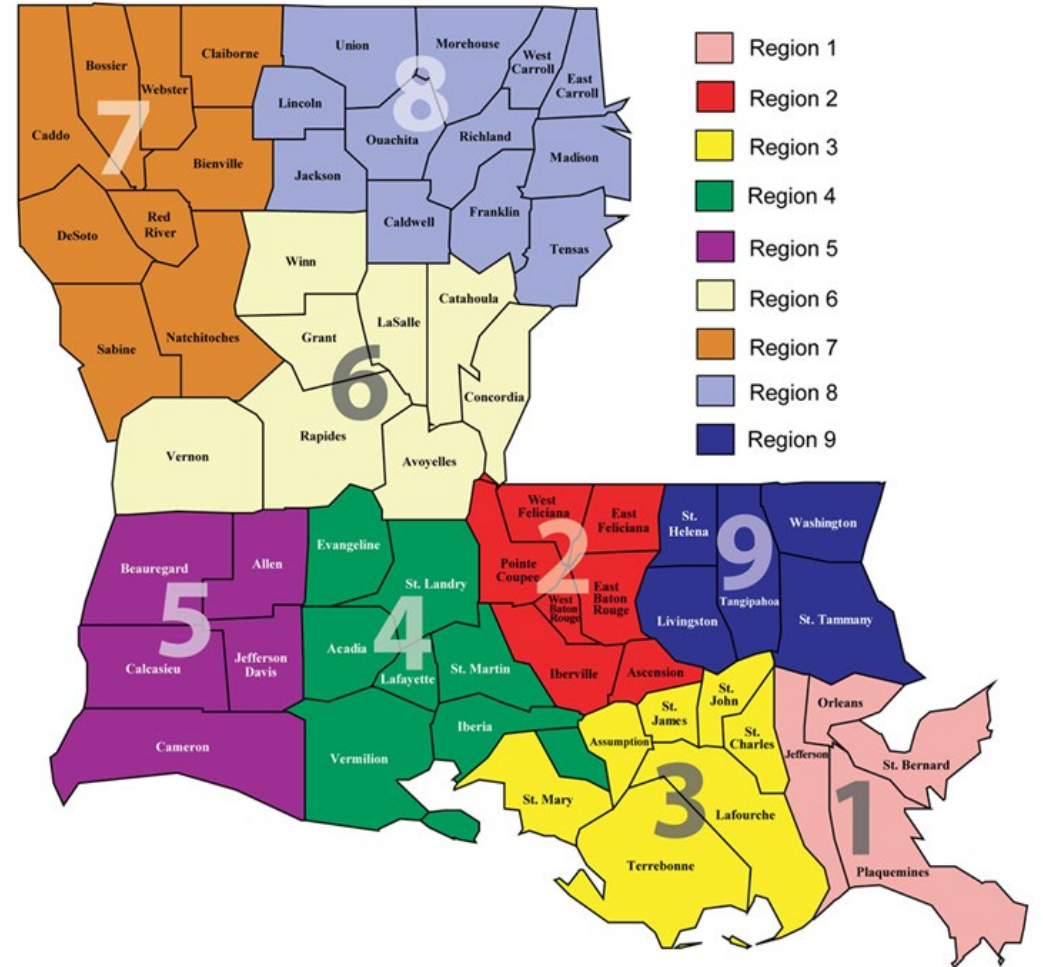 Union
Morehouse
West
Carroll
East
Carroll
Claiborne
Bossier
Webster
Lincoln
Caddo
7
8
Ouachita
Richland
Madison
Bienville
Jackson
Red
River
DeSoto
Caldwell
Franklin
Tensas
Winn
Catahoula
LaSalle
Grant
Natchitoches
Sabine
6
Concordia
Rapides
Vernon
Avoyelles
Region 1
Region 2
Region 3
Region 4
Region 5
Region 6
Region 7
Region 8
Region 9
West
Feliciana
East
Feliciana
St.
Helena
Washington
Evangeline
Allen
Beauregard
St. Landry
Pointe
Coupee
2
9
West
Baton
Rouge
East
Baton
Rouge
Tangipahoa
Livingston
St. Tammany
5
4
Acadia
Lafayette
St. Martin
Calcasieu
Jefferson
Davis
Iberville
Ascension
St.
John
St.
James
St.
Charles
Orleans
Jefferson
St. Bernard
Cameron
Vermilion
Iberia
Assumption
St. Mary
3
Lafourche
Terrebonne
1
Plaquemines